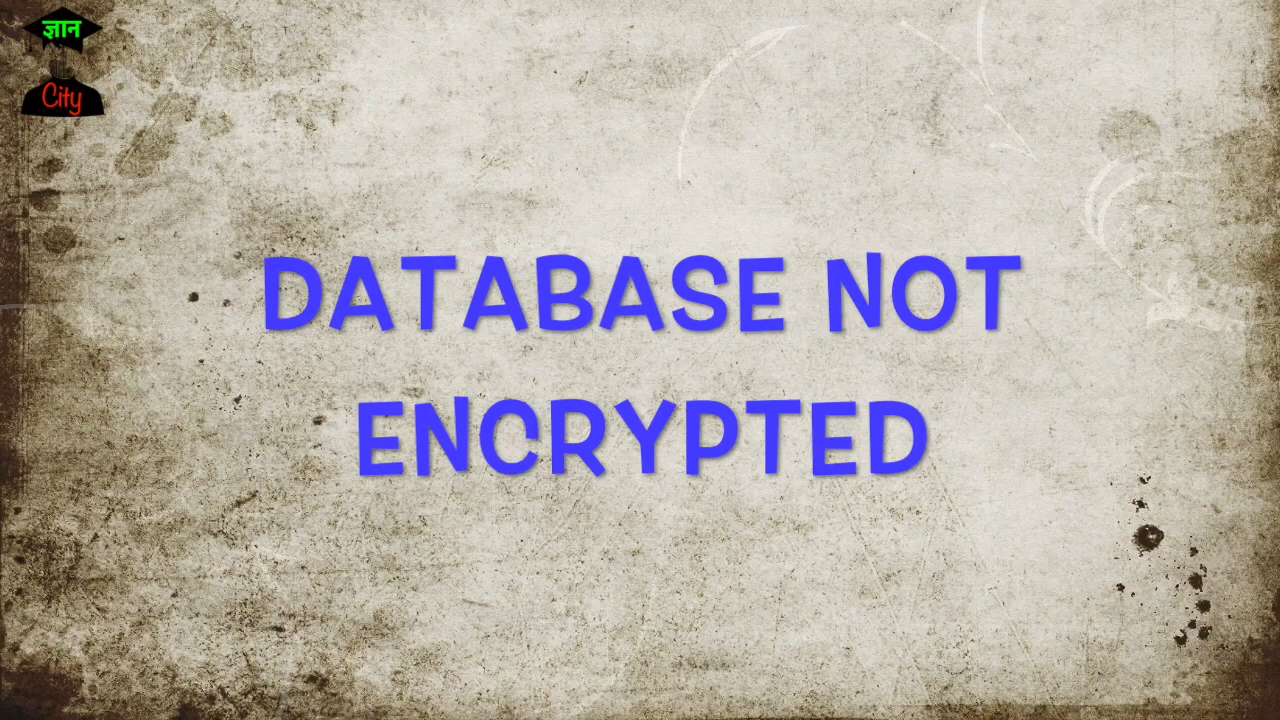 ज्ञान
City
DATABASE NOT
ENCRYPTED